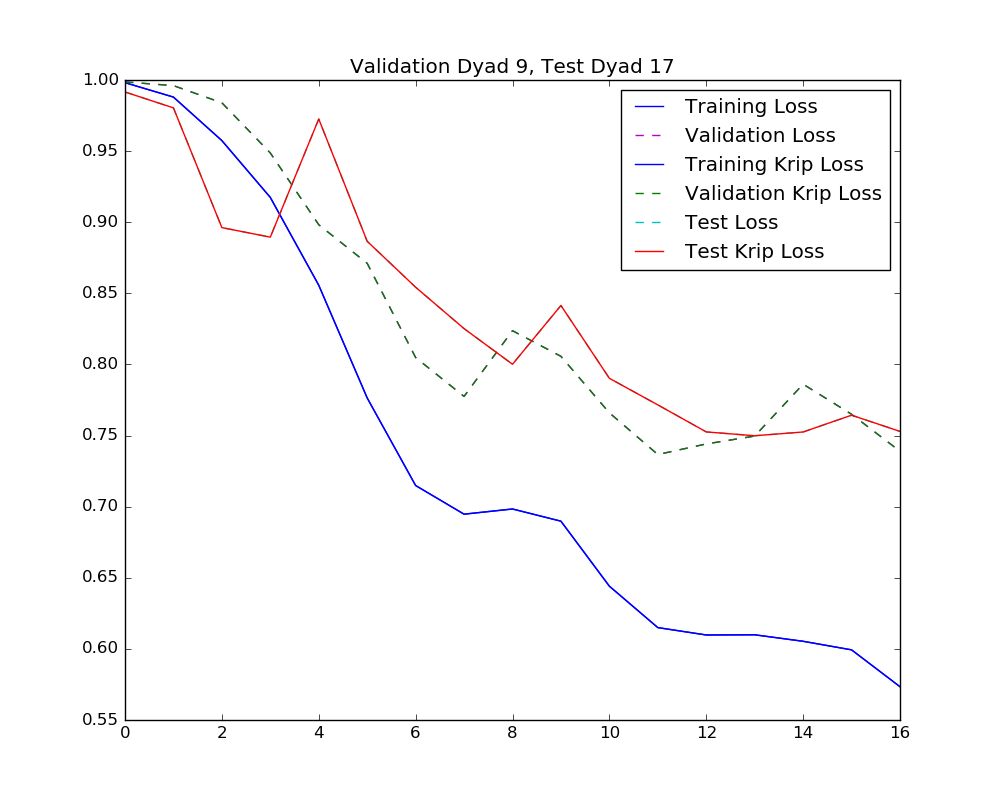 Validation Dyad 9, Test Dyad 17
1.00
0.95
0.90
0.85
0.80
0.75
0.70
0.65
0.60
0.55
0 2 4 6 8 10 12 14 16
Training Loss
Validation Loss
Training Krip Loss
Validation Krip Loss
Test Loss
Test Krip Loss